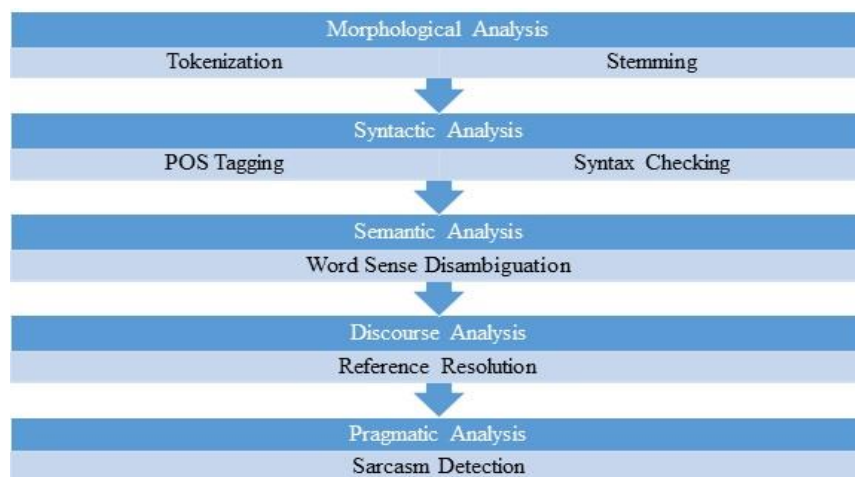 Morphological Analysis
Tokenization Stemming
Syntactic Analysis
POS Tagging Syntax Checking
Semantic Analysis
Word Sense Disambiguation
Discourse Analysis
Reference Resolution
Pragmatic Analysis
Sarcasm Detection